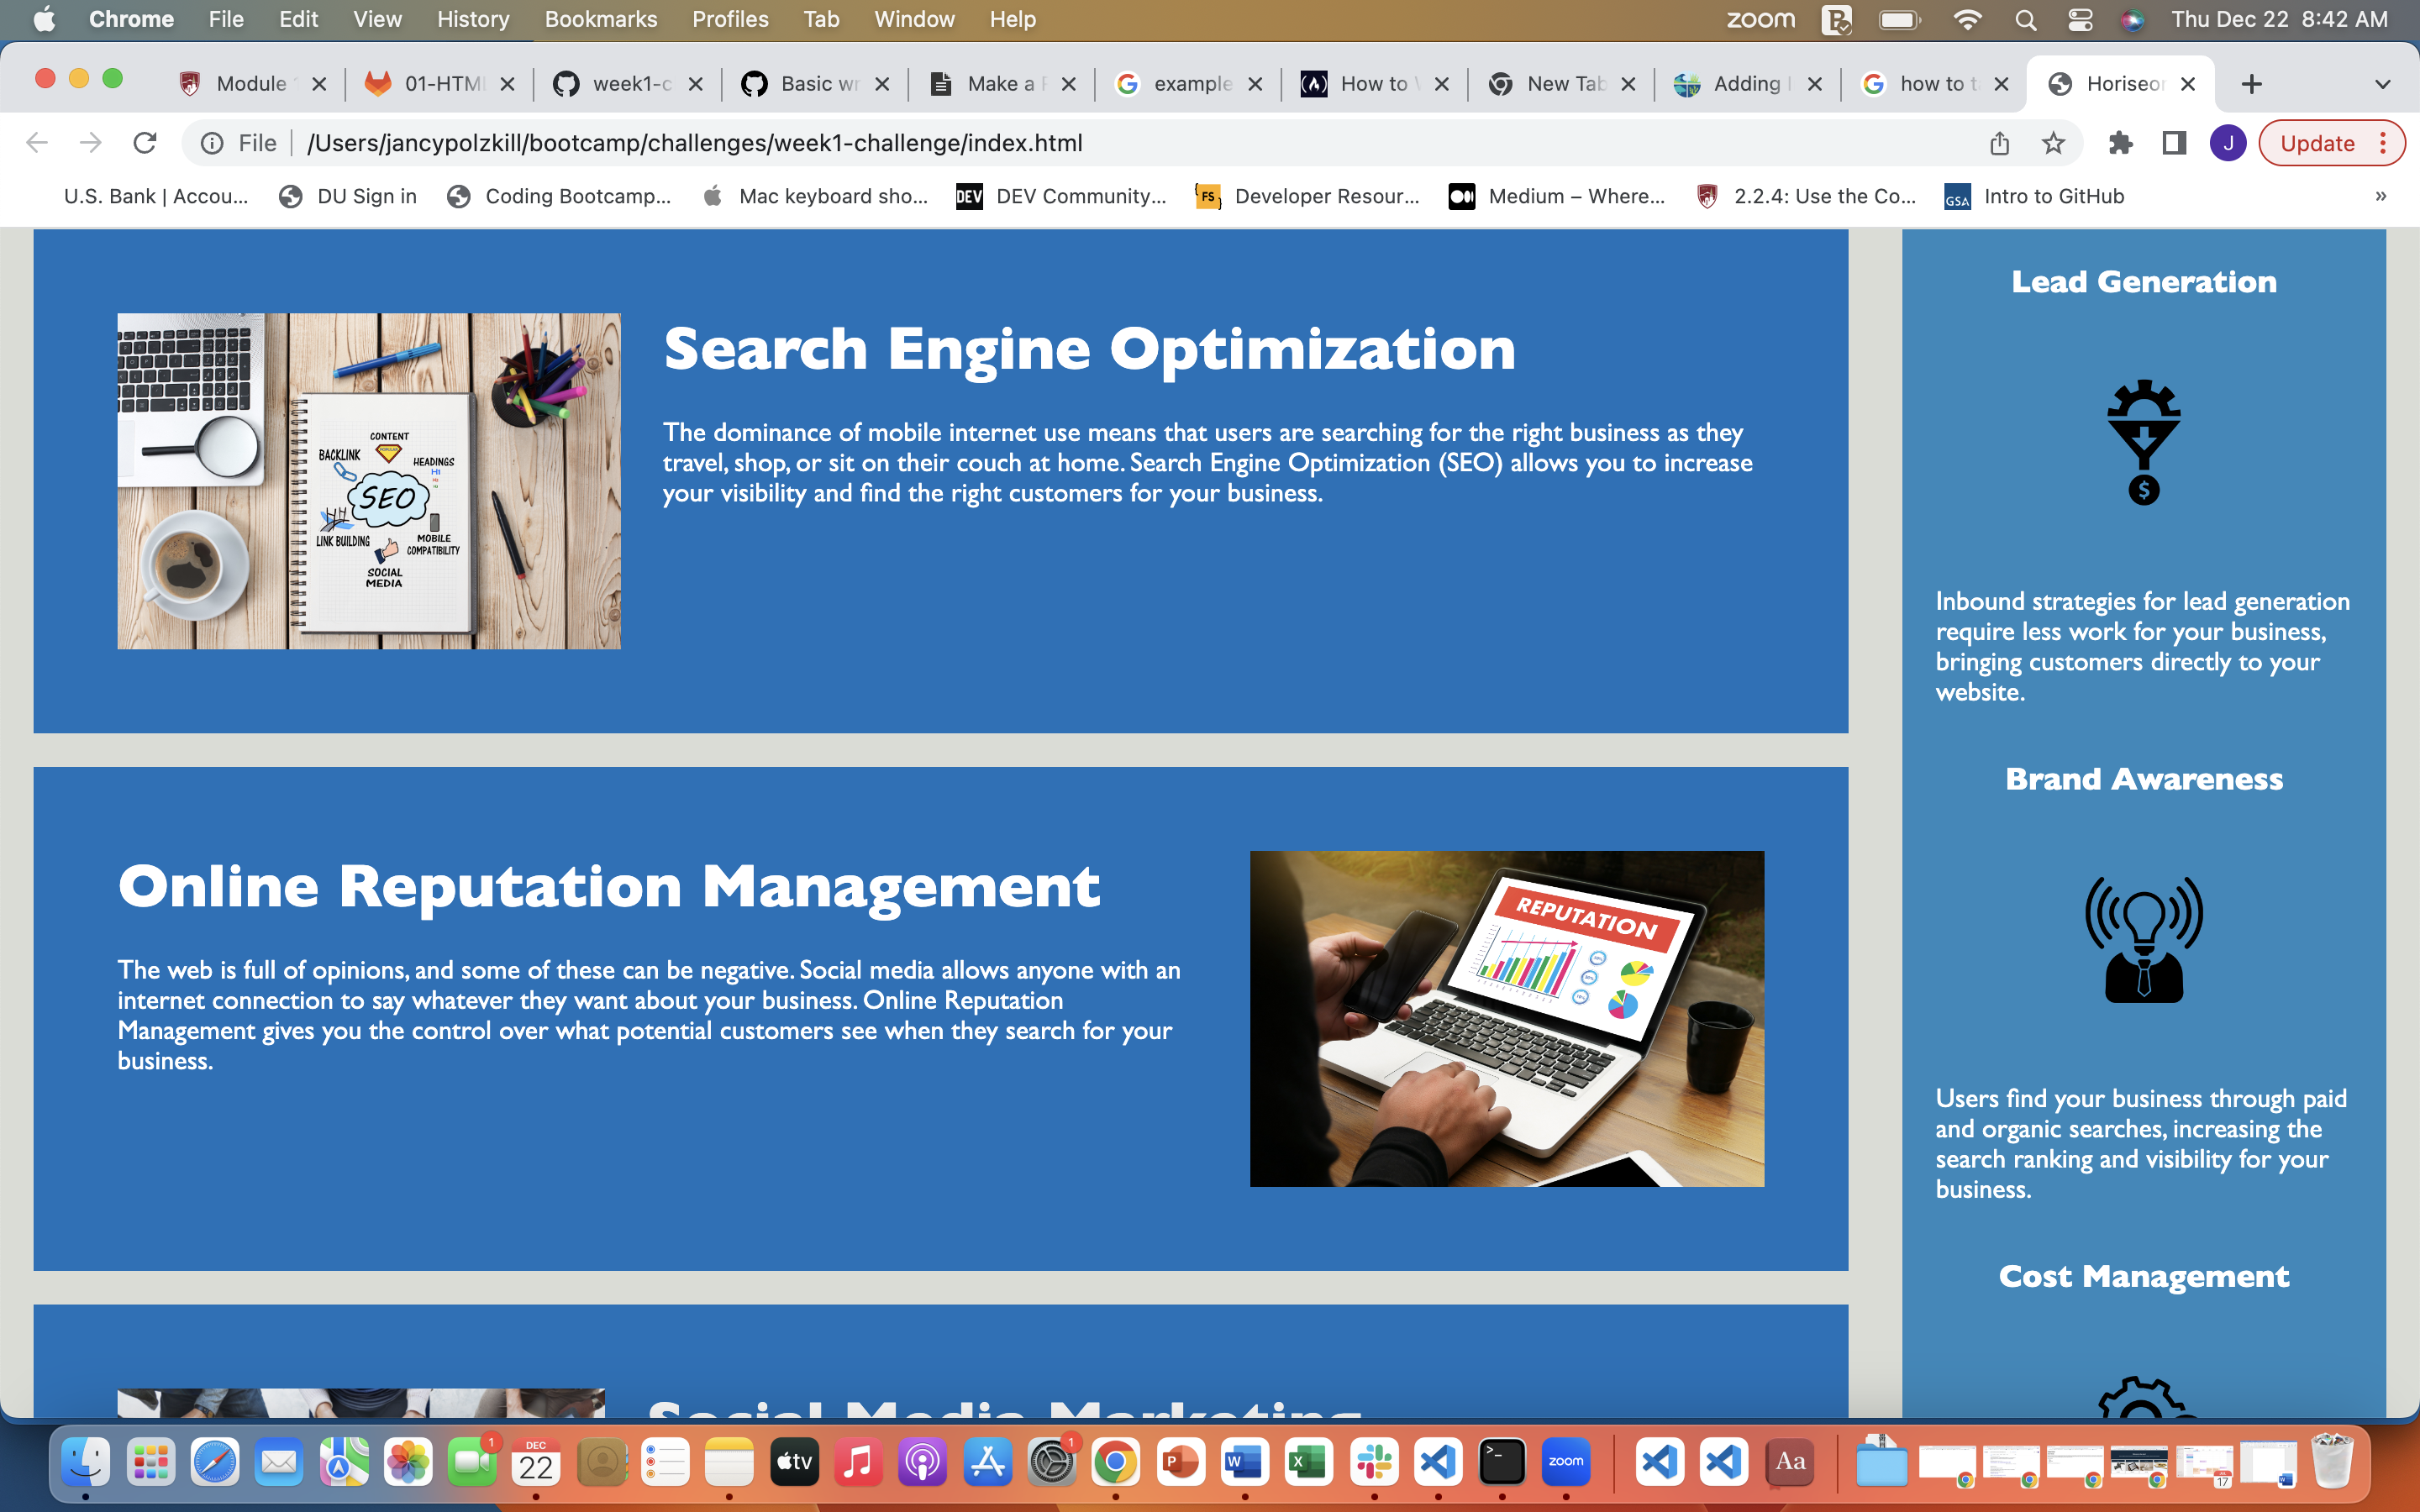 Chrome File Edit View History Bookmarks Profiles Tab Window Help zoom Thu Dec 22 8:42 AM
Module 01-HTML week1-c Basic wr Make a example How to New Tab Adding how to t Horiseon
File /Users/jancypolzkill/bootcamp/challenges/week1-challenge/index.html J Update
U.S. Bank | Accou... DU Sign in Coding Bootcamp... Mac keyboard sho... DEV DEV Community... FS Developer Resour... Medium – Where... 2.2.4: Use the Co... GSA Intro to GitHub »
Search Engine Optimization
The dominance of mobile internet use means that users are searching for the right business as they
travel, shop, or sit on their couch at home. Search Engine Optimization (SEO) allows you to increase
your visibility and find the right customers for your business.
CONTENT
BACKLINK
HEADINGS
SEO
LINK BUILDING
MOBILE
COMPATIBILITY
SOCIAL
MEDIA
Online Reputation Management
The web is full of opinions, and some of these can be negative. Social media allows anyone with an
internet connection to say whatever they want about your business. Online Reputation
Management gives you the control over what potential customers see when they search for your
business.
REPUTATION
Social Media Marketing
Lead Generation
$
Inbound strategies for lead generation
require less work for your business,
bringing customers directly to your
website.
Brand Awareness
Users find your business through paid
and organic searches, increasing the
search ranking and visibility for your
business.
Cost Management
1 DEC 22 tv 1 P W X >_ zoom Aa 17